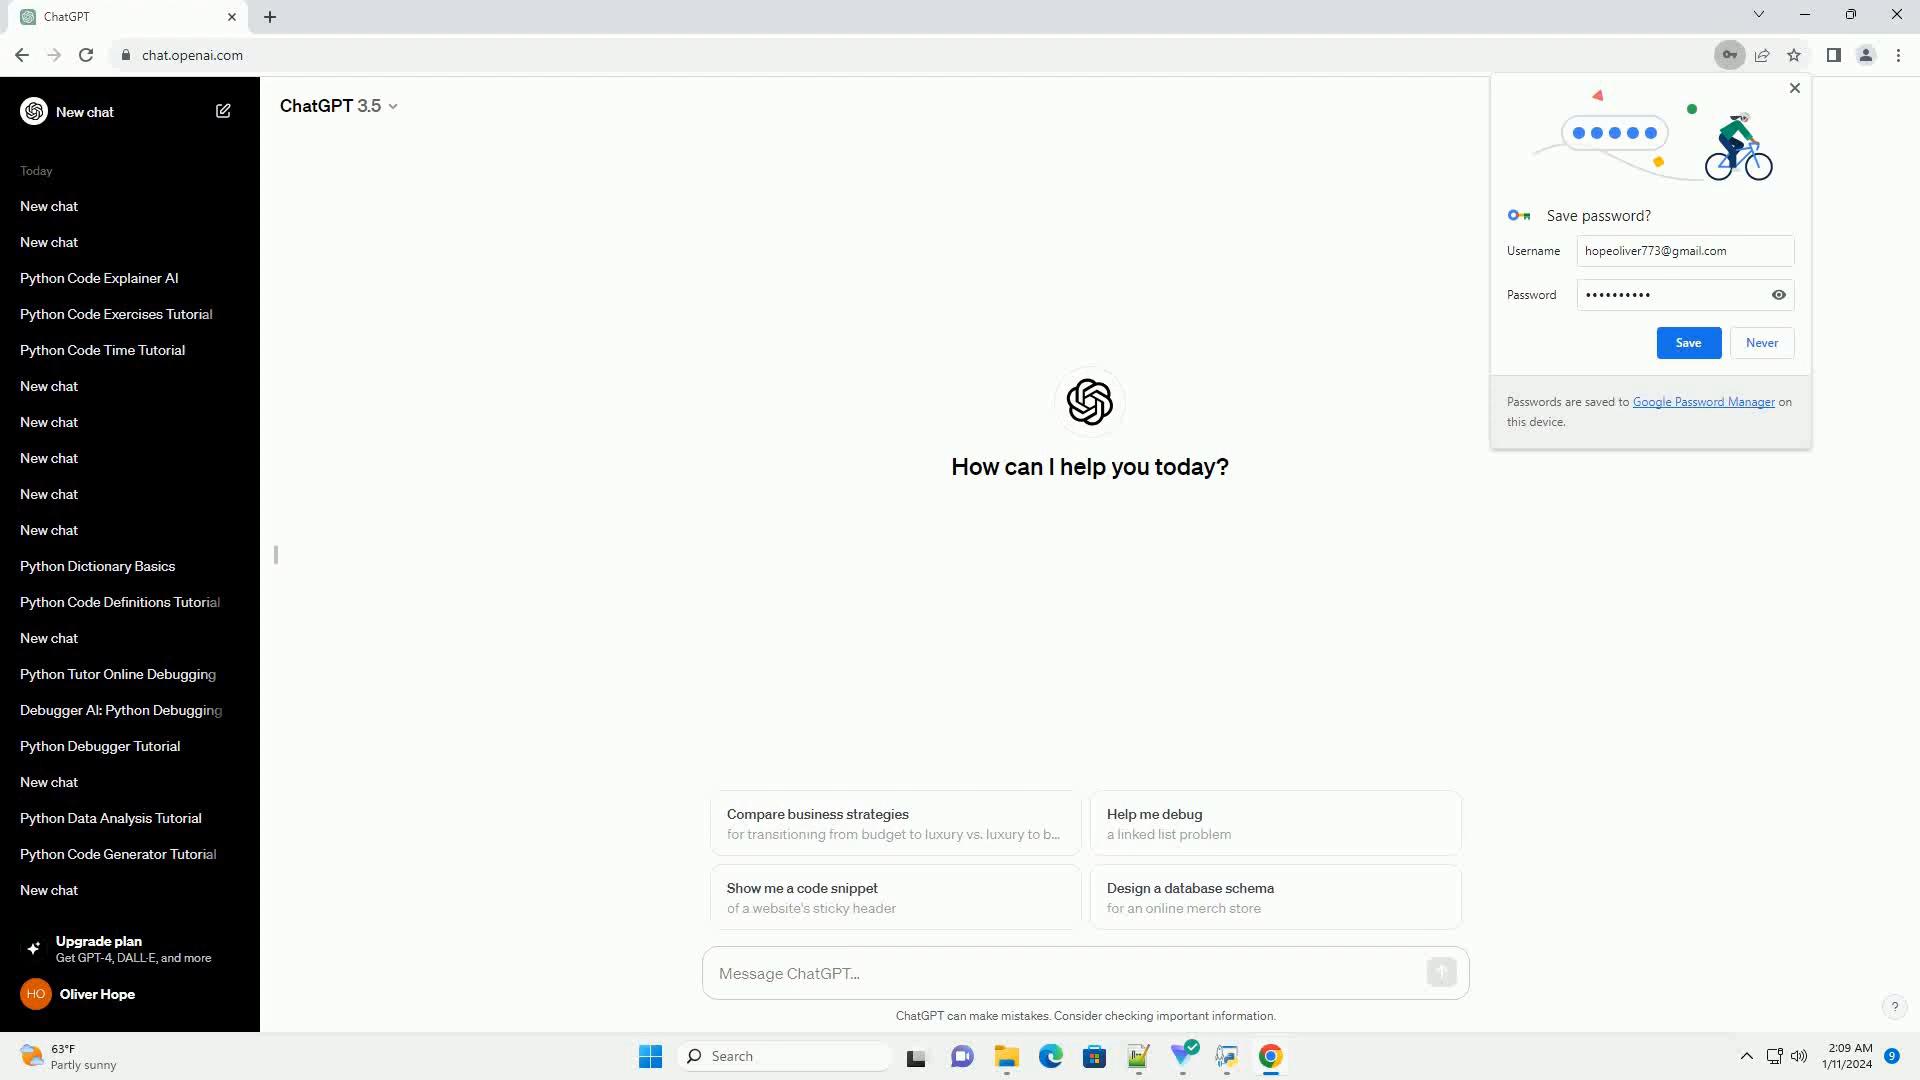 ChatGPT
chat.openai.com
New chat
Today
New chat
New chat
Python Code Explainer AI
Python Code Exercises Tutorial
Python Code Time Tutorial
New chat
New chat
New chat
New chat
New chat
Python Dictionary Basics
Python Code Definitions Tutorial
New chat
Python Tutor Online Debugging
Debugger AI: Python Debugging
Python Debugger Tutorial
New chat
Python Data Analysis Tutorial
Python Code Generator Tutorial
New chat
Upgrade plan
Get GPT-4, DALL·E, and more
HO Oliver Hope
ChatGPT 3.5
Save password?
Username hopeoliver773@gmail.com
Password ••••••••••
Save Never
Passwords are saved to Google Password Manager on
this device.
How can I help you today?
Compare business strategies
for transitioning from budget to luxury vs. luxury to b...
Help me debug
a linked list problem
Show me a code snippet
of a website's sticky header
Design a database schema
for an online merch store
Message ChatGPT...
ChatGPT can make mistakes. Consider checking important information.
?
63°F
Partly sunny
Search
2:09 AM
1/11/2024
9